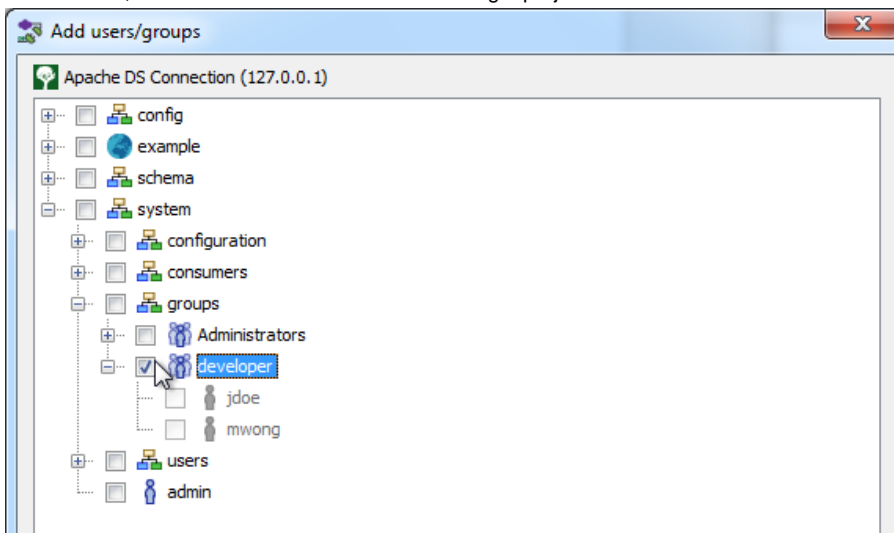 Add users/groups
Apache DS Connection (127.0.0.1)
config
example
schema
system
configuration
consumers
groups
Administrators
developer
jdoe
mwong
users
admin